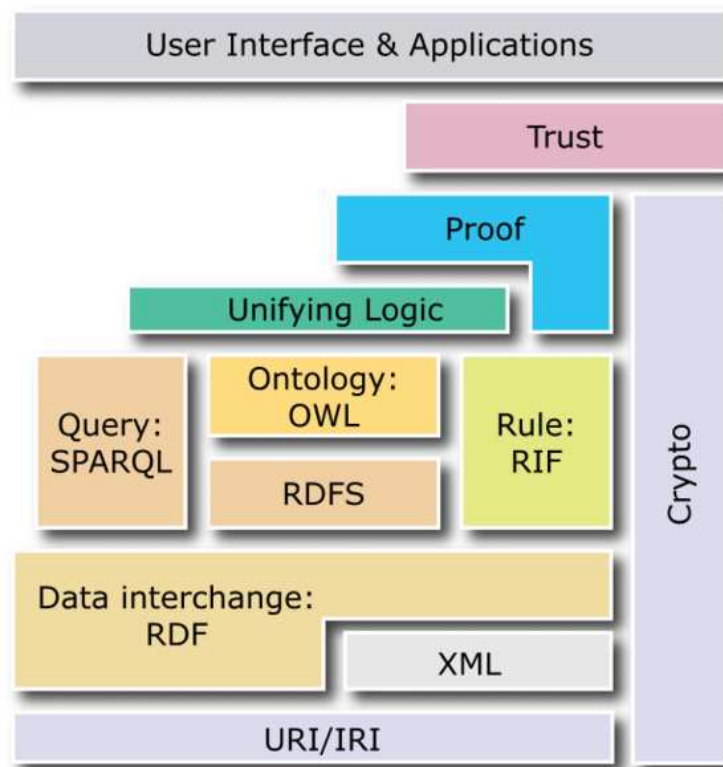 User Interface & Applications
Trust
Proof
Unifying Logic
Query:
SPARQL
Ontology:
OWL
RDFS
Rule:
RIF
Crypto
Data interchange:
RDF
XML
URI/IRI